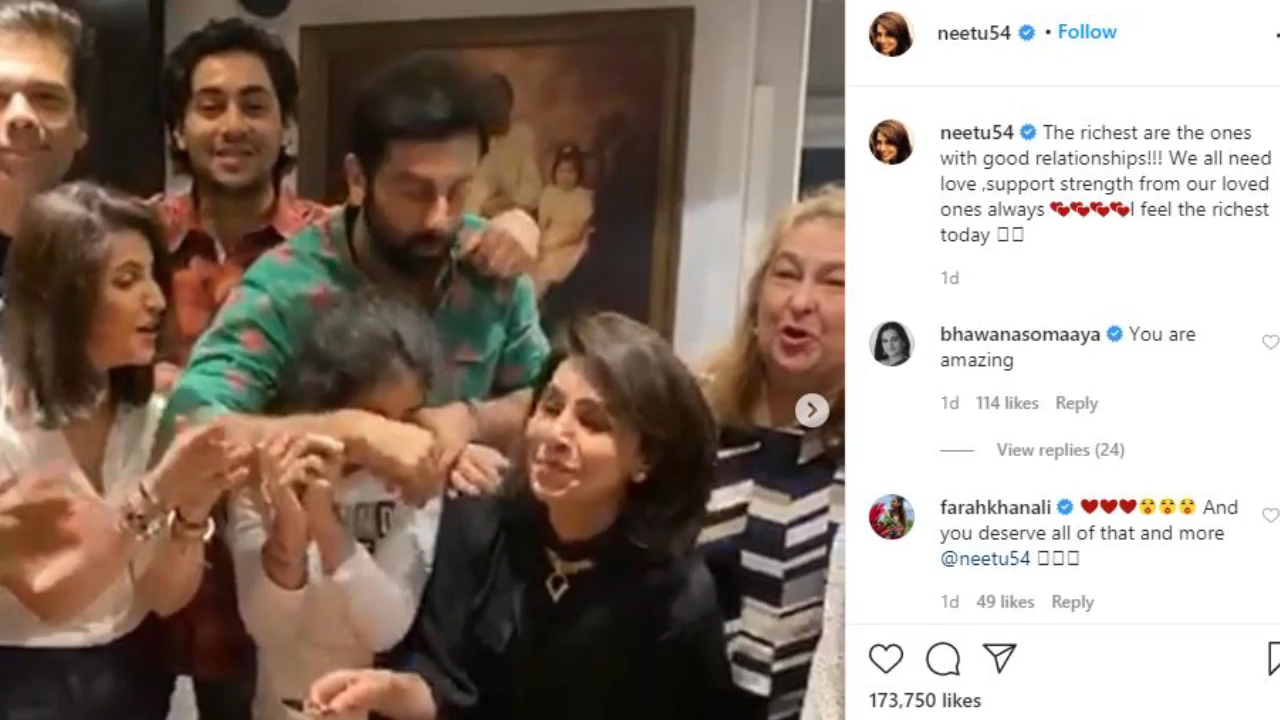 neetu54 • Follow
neetu54 The richest are the ones
with good relationships!!! We all need
love ,support strength from our loved
ones always 💕💕💕💕I feel the richest
today ▯▯
1d
bhawanasomaaya You are
amazing
1d 114 likes Reply
View replies (24)
farahkhanali ❤️❤️❤️😲😲😲 And
you deserve all of that and more
@neetu54 ▯▯▯
1d 49 likes Reply
173,750 likes